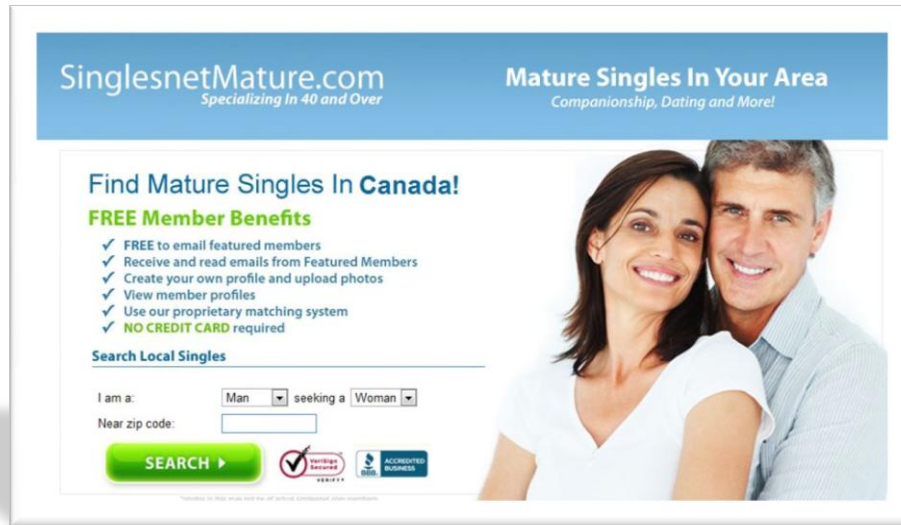 SinglesnetMature.com
Specializing In 40 and Over
Mature Singles In Your Area
Companionship, Dating and More!
Find Mature Singles In Canada!
FREE Member Benefits
FREE to email featured members
Receive and read emails from Featured Members
Create your own profile and upload photos
View member profiles
Use our proprietary matching system
NO CREDIT CARD required
Search Local Singles
I am a: Man seeking a Woman
Near zip code:
SEARCH
VeriSign
Secured
VERIFY
BBB.
ACCREDITED
BUSINESS